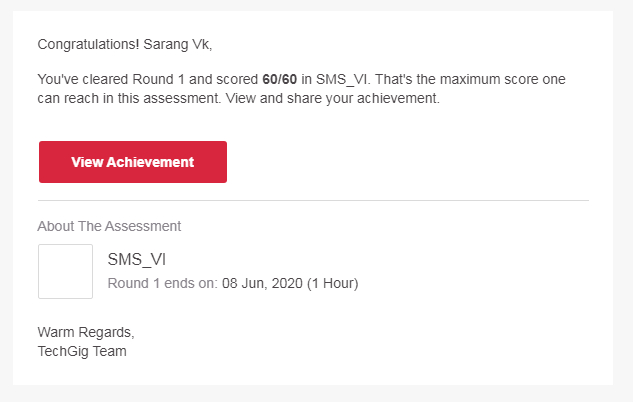 Congratulations! Sarang Vk,
You've cleared Round 1 and scored 60/60 in SMS_VI. That's the maximum score one
can reach in this assessment. View and share your achievement.
View Achievement
About The Assessment
SMS_VI
Round 1 ends on: 08 Jun, 2020 (1 Hour)
Warm Regards,
TechGig Team